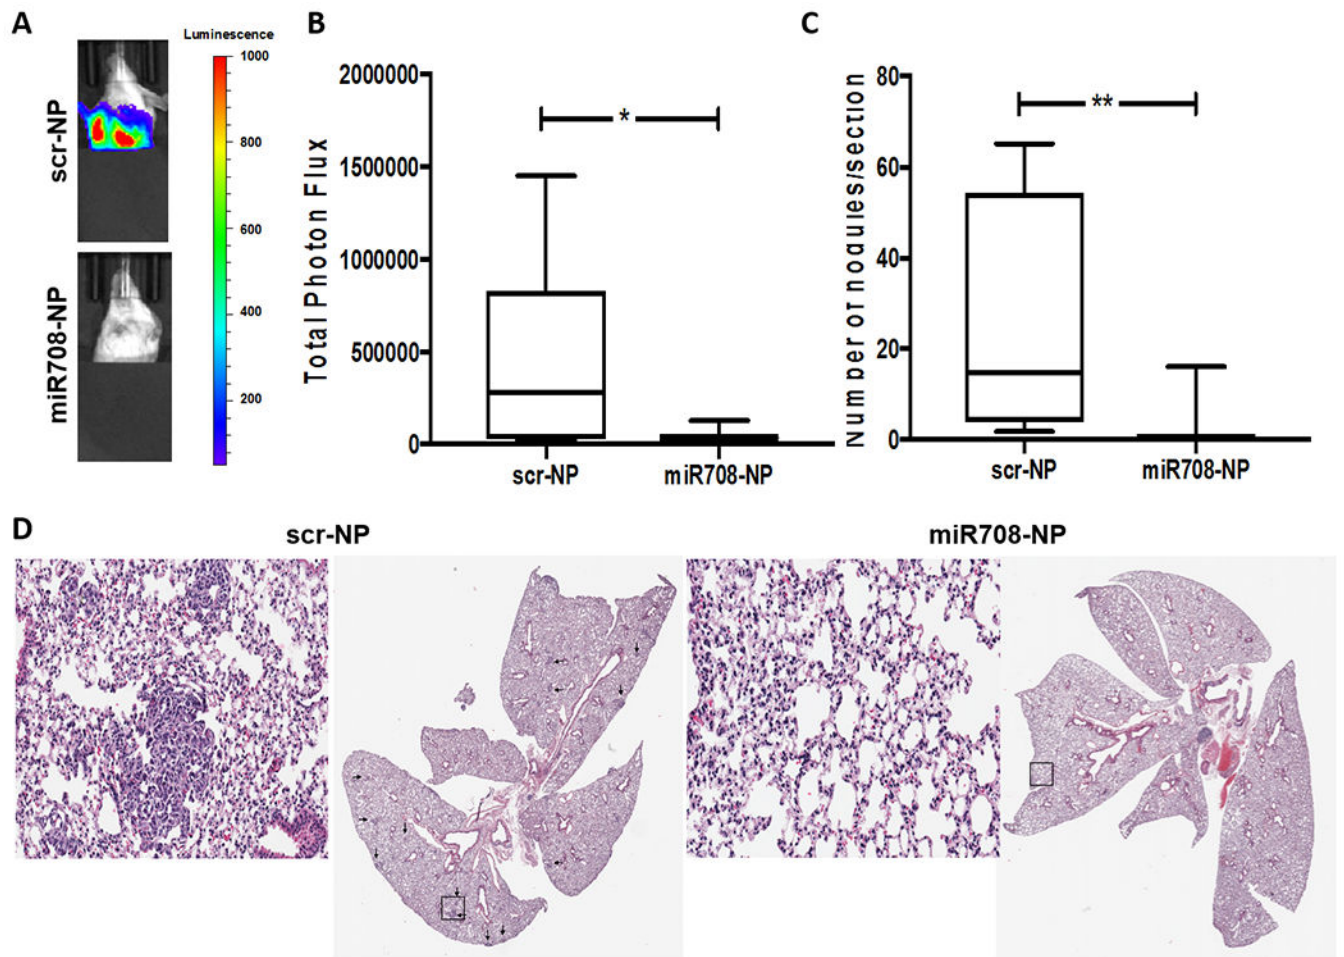 A
B
C
Luminescence
scr-NP
miR708-NP
1000
800
600
400
200
Total Photon Flux
2000000
1500000
1000000
500000
0
*
scr-NP
miR708-NP
Number of nodules/section
80
60
40
20
0
**
scr-NP
miR708-NP
D
scr-NP
miR708-NP